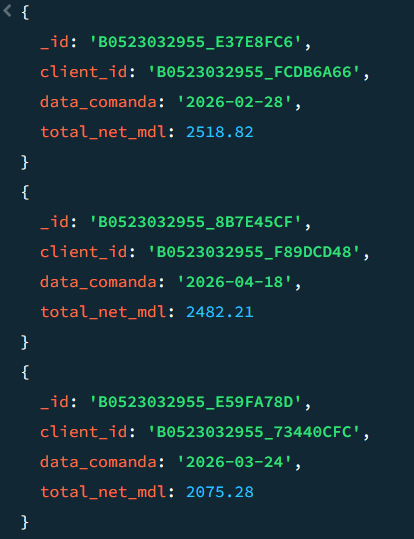 {
_id: 'B0523032955_E37E8FC6',
client_id: 'B0523032955_FCDB6A66',
data_comanda: '2026-02-28',
total_net_mdl: 2518.82
}
{
_id: 'B0523032955_8B7E45CF',
client_id: 'B0523032955_F89DCD48',
data_comanda: '2026-04-18',
total_net_mdl: 2482.21
}
{
_id: 'B0523032955_E59FA78D',
client_id: 'B0523032955_73440CFC',
data_comanda: '2026-03-24',
total_net_mdl: 2075.28
}